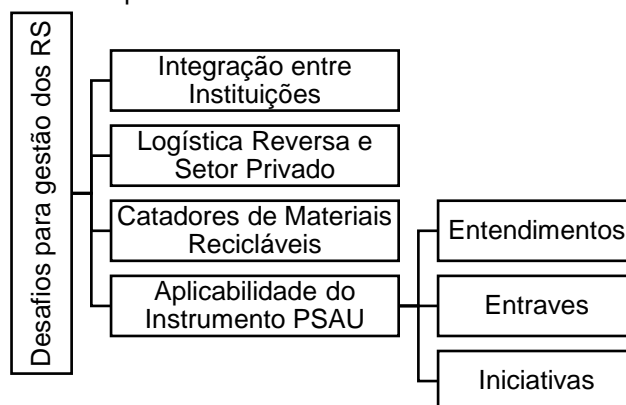 Desafios para gestão dos RS
Integração entre
Instituições
Logística Reversa e
Setor Privado
Catadores de Materiais
Recicláveis
Aplicabilidade do
Instrumento PSAU
Entendimentos
Entraves
Iniciativas